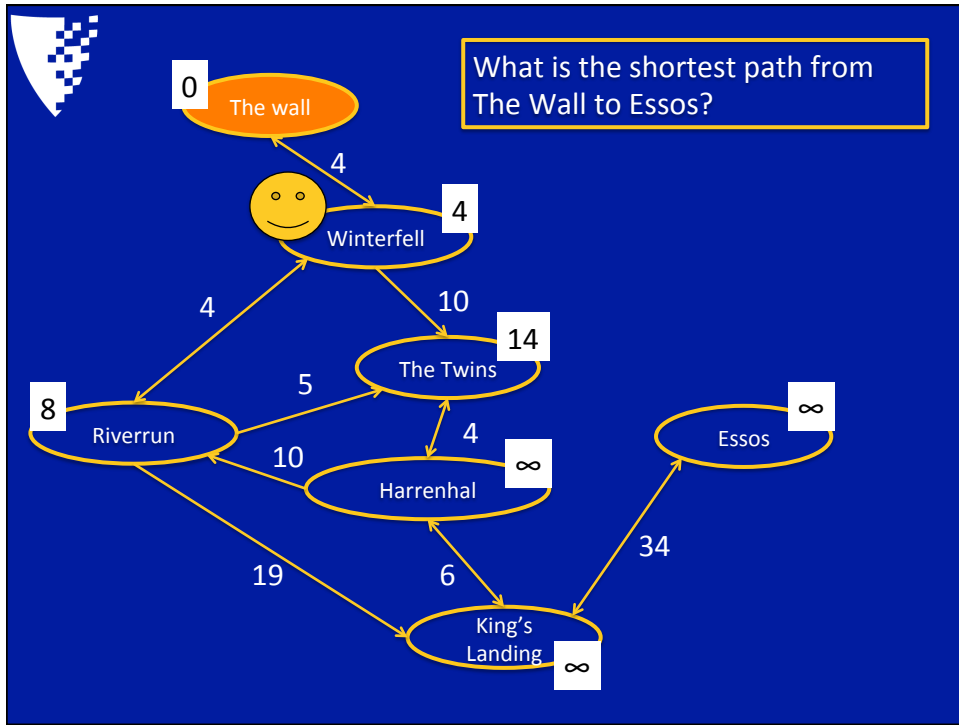 What is the shortest path from
The Wall to Essos?
0
The wall
4
4
Winterfell
4
10
14
The Twins
5
8
Riverrun
∞
Essos
4
10
∞
Harrenhal
34
19
6
King's
Landing
∞